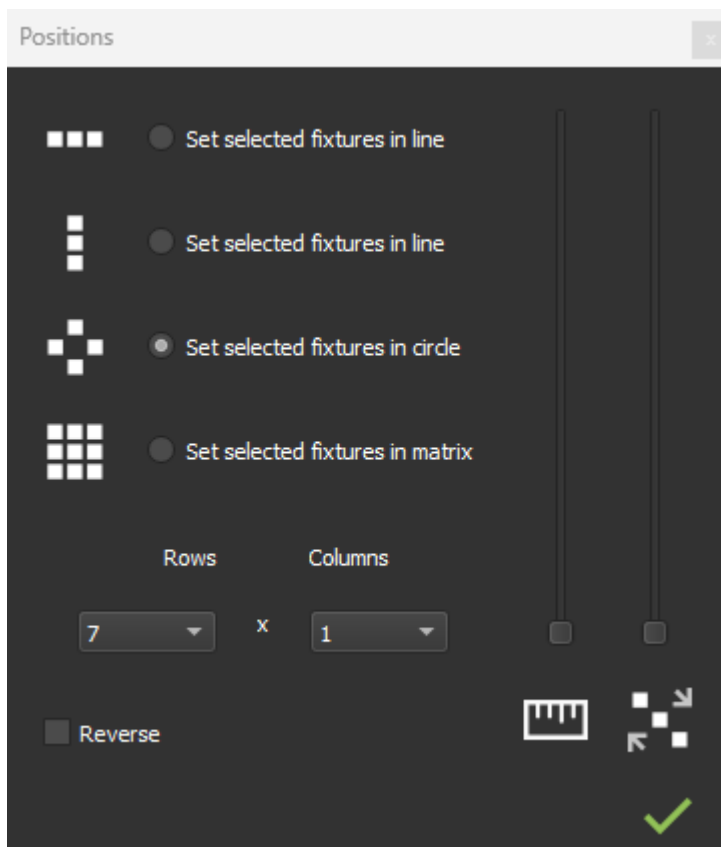 Positions
x
Set selected fixtures in line
Set selected fixtures in line
Set selected fixtures in circle
Set selected fixtures in matrix
Rows Columns
7 x 1
Reverse